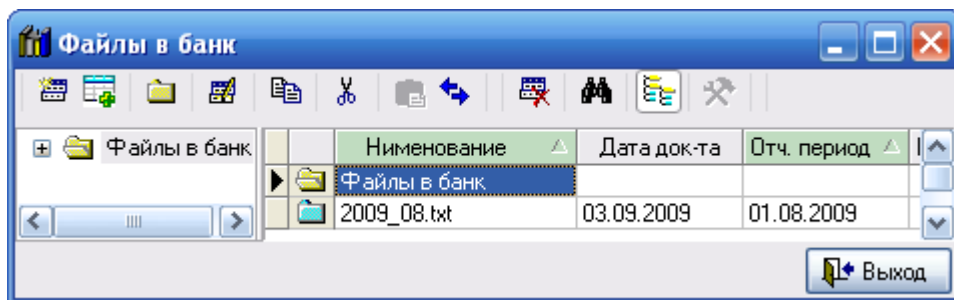 Файлы в банк
Файлы в банк
Нименование Дата док-та Отч. период
Файлы в банк
2009_08.txt 03.09.2009 01.08.2009
Выход